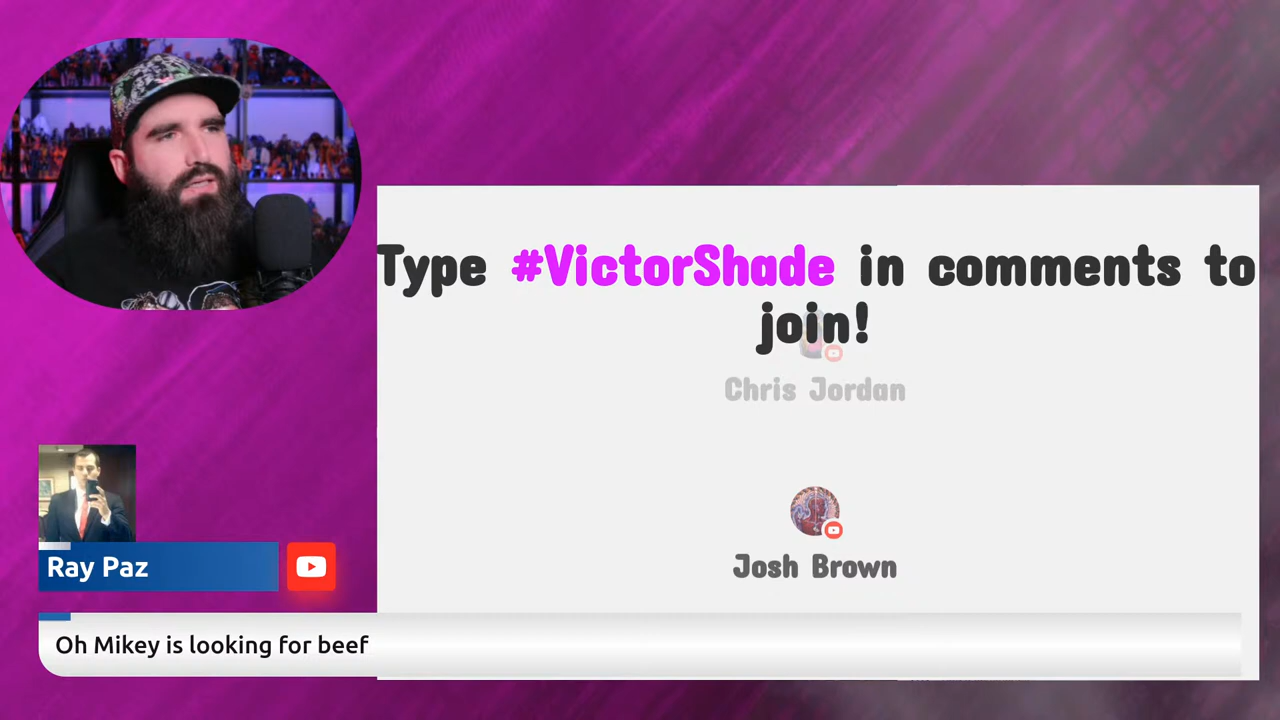 Type #VictorShade in comments to
join!
Chris Jordan
Josh Brown
Ray Paz
Oh Mikey is looking for beef